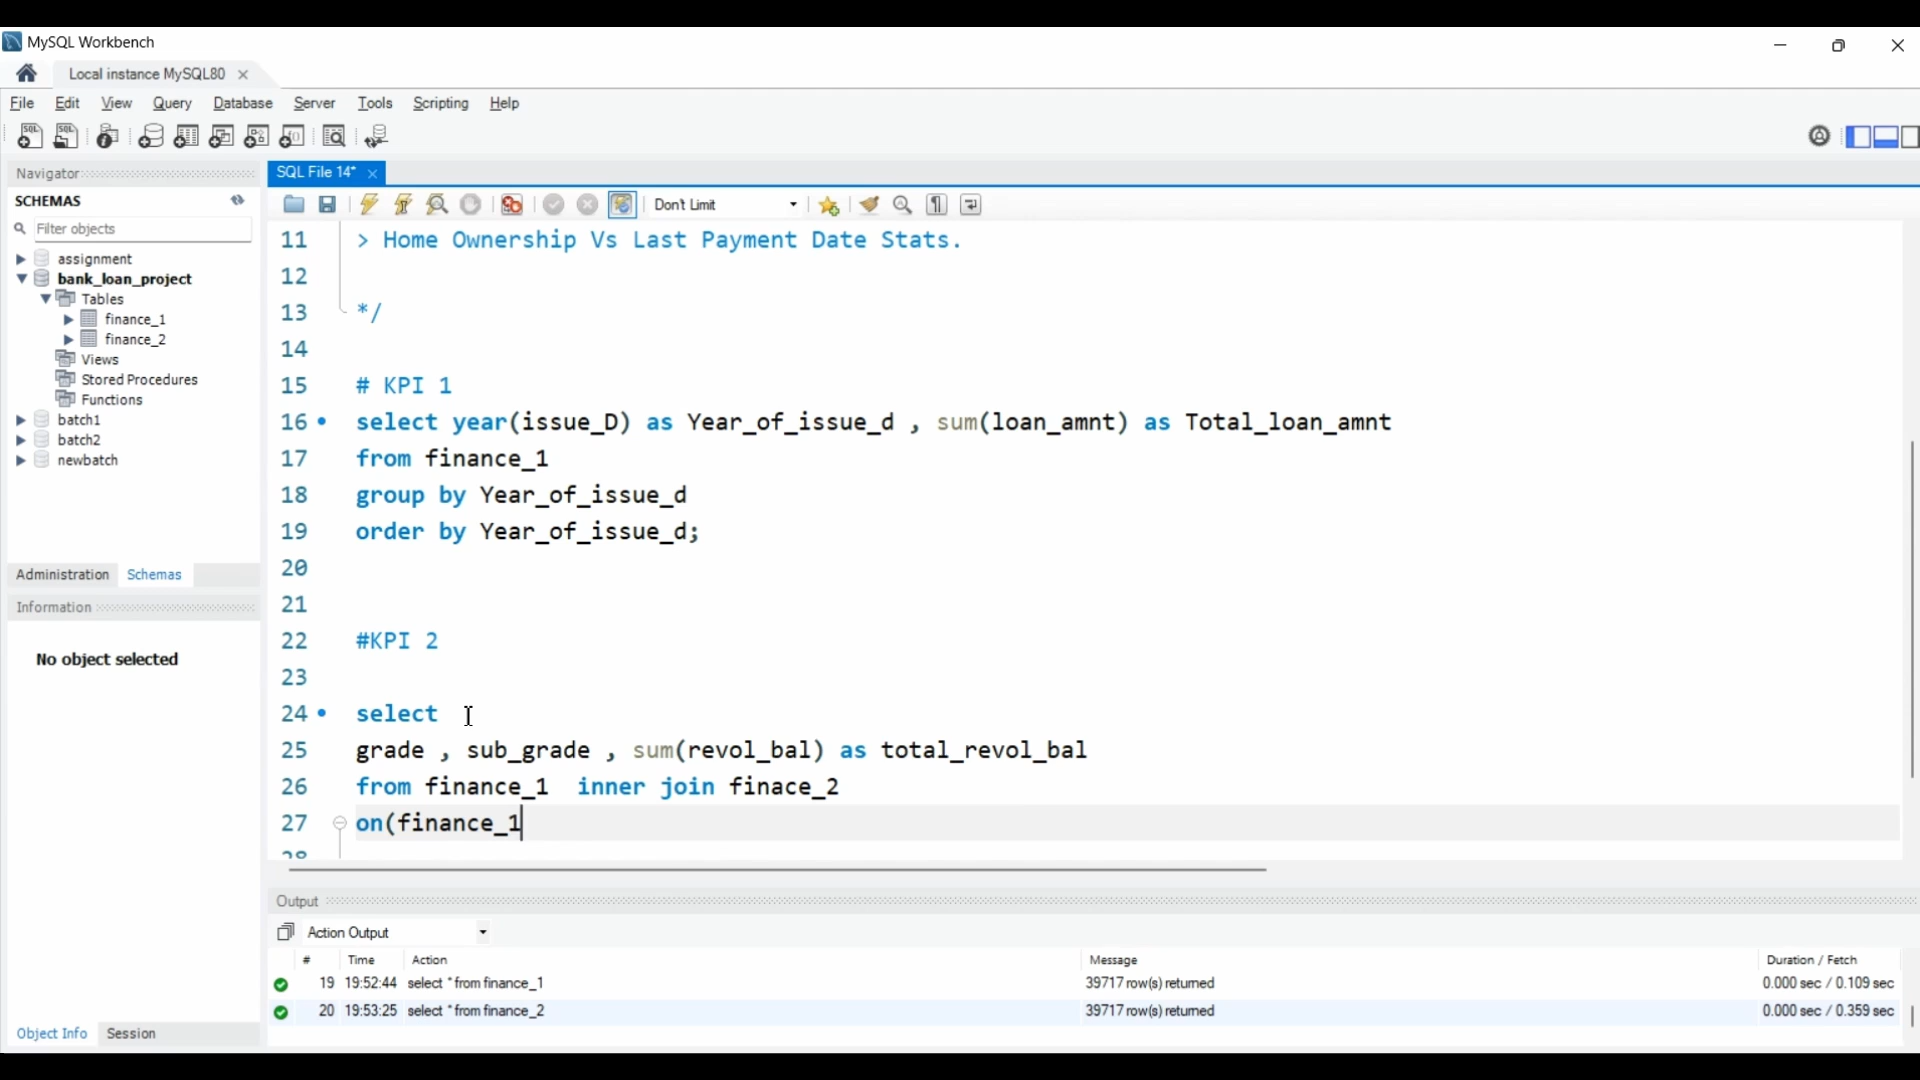 MySQL Workbench
Local instance MySQL80
File Edit View Query Database Server Tools Scripting Help
Navigator
SQL File 14*
SCHEMAS
Don't Limit
Filter objects
assignment
bank_loan_project
Tables
finance_1
finance_2
Views
Stored Procedures
Functions
batch1
batch2
newbatch
Administration Schemas
Information
No object selected
Object Info Session
11 > Home Ownership Vs Last Payment Date Stats.
12
13 */
14
15 # KPI 1
16 select year(issue_D) as Year_of_issue_d , sum(loan_amnt) as Total_loan_amnt
17 from finance_1
18 group by Year_of_issue_d
19 order by Year_of_issue_d;
20
21
22 #KPI 2
23
24 select
25 grade , sub_grade , sum(revol_bal) as total_revol_bal
26 from finance_1  inner join finace_2
27 on(finance_1
28
Output
Action Output
# Time Action Message Duration / Fetch
19 19:52:44 select * from finance_1 39717 row(s) returned 0.000 sec / 0.109 sec
20 19:53:25 select * from finance_2 39717 row(s) returned 0.000 sec / 0.359 sec